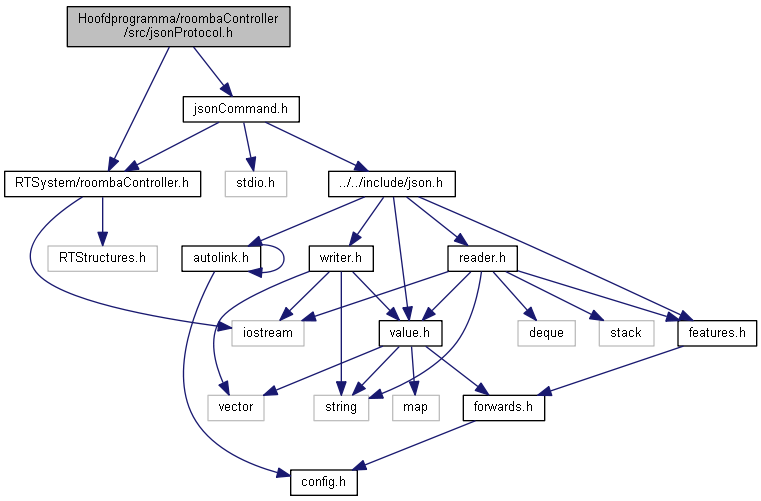 Hoofdprogramma/roombaController
/src/jsonProtocol.h
jsonCommand.h
RTSystem/roombaController.h
stdio.h
../../include/json.h
RTStructures.h
autolink.h
writer.h
reader.h
iostream
value.h
deque
stack
features.h
vector
string
map
forwards.h
config.h